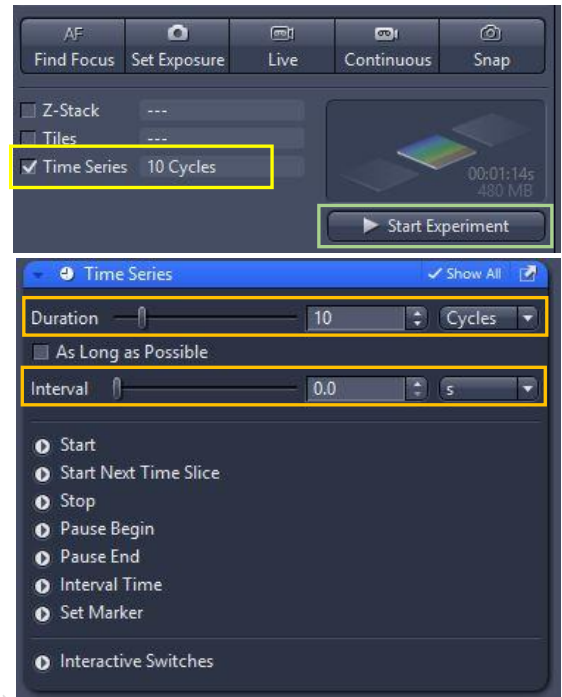 AF
Find Focus Set Exposure Live Continuous Snap
Z-Stack ---
Tiles ---
Time Series 10 Cycles
00:01:14s
480 MB
Start Experiment
Time Series Show All
Duration 10 Cycles
As Long as Possible
Interval 0.0 s
Start
Start Next Time Slice
Stop
Pause Begin
Pause End
Interval Time
Set Marker
Interactive Switches